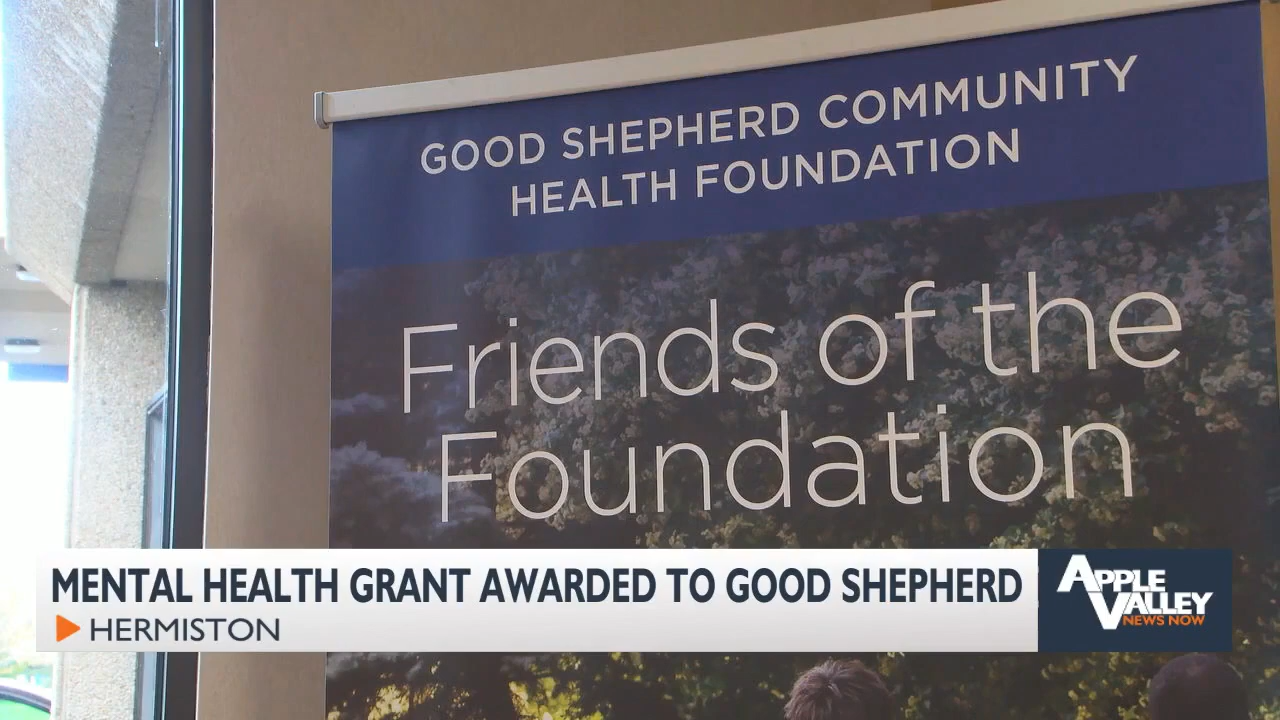 GOOD SHEPHERD COMMUNITY
HEALTH FOUNDATION
Friends of the
Foundation
MENTAL HEALTH GRANT AWARDED TO GOOD SHEPHERD
HERMISTON
APPLE
VALLEY
NEWS NOW